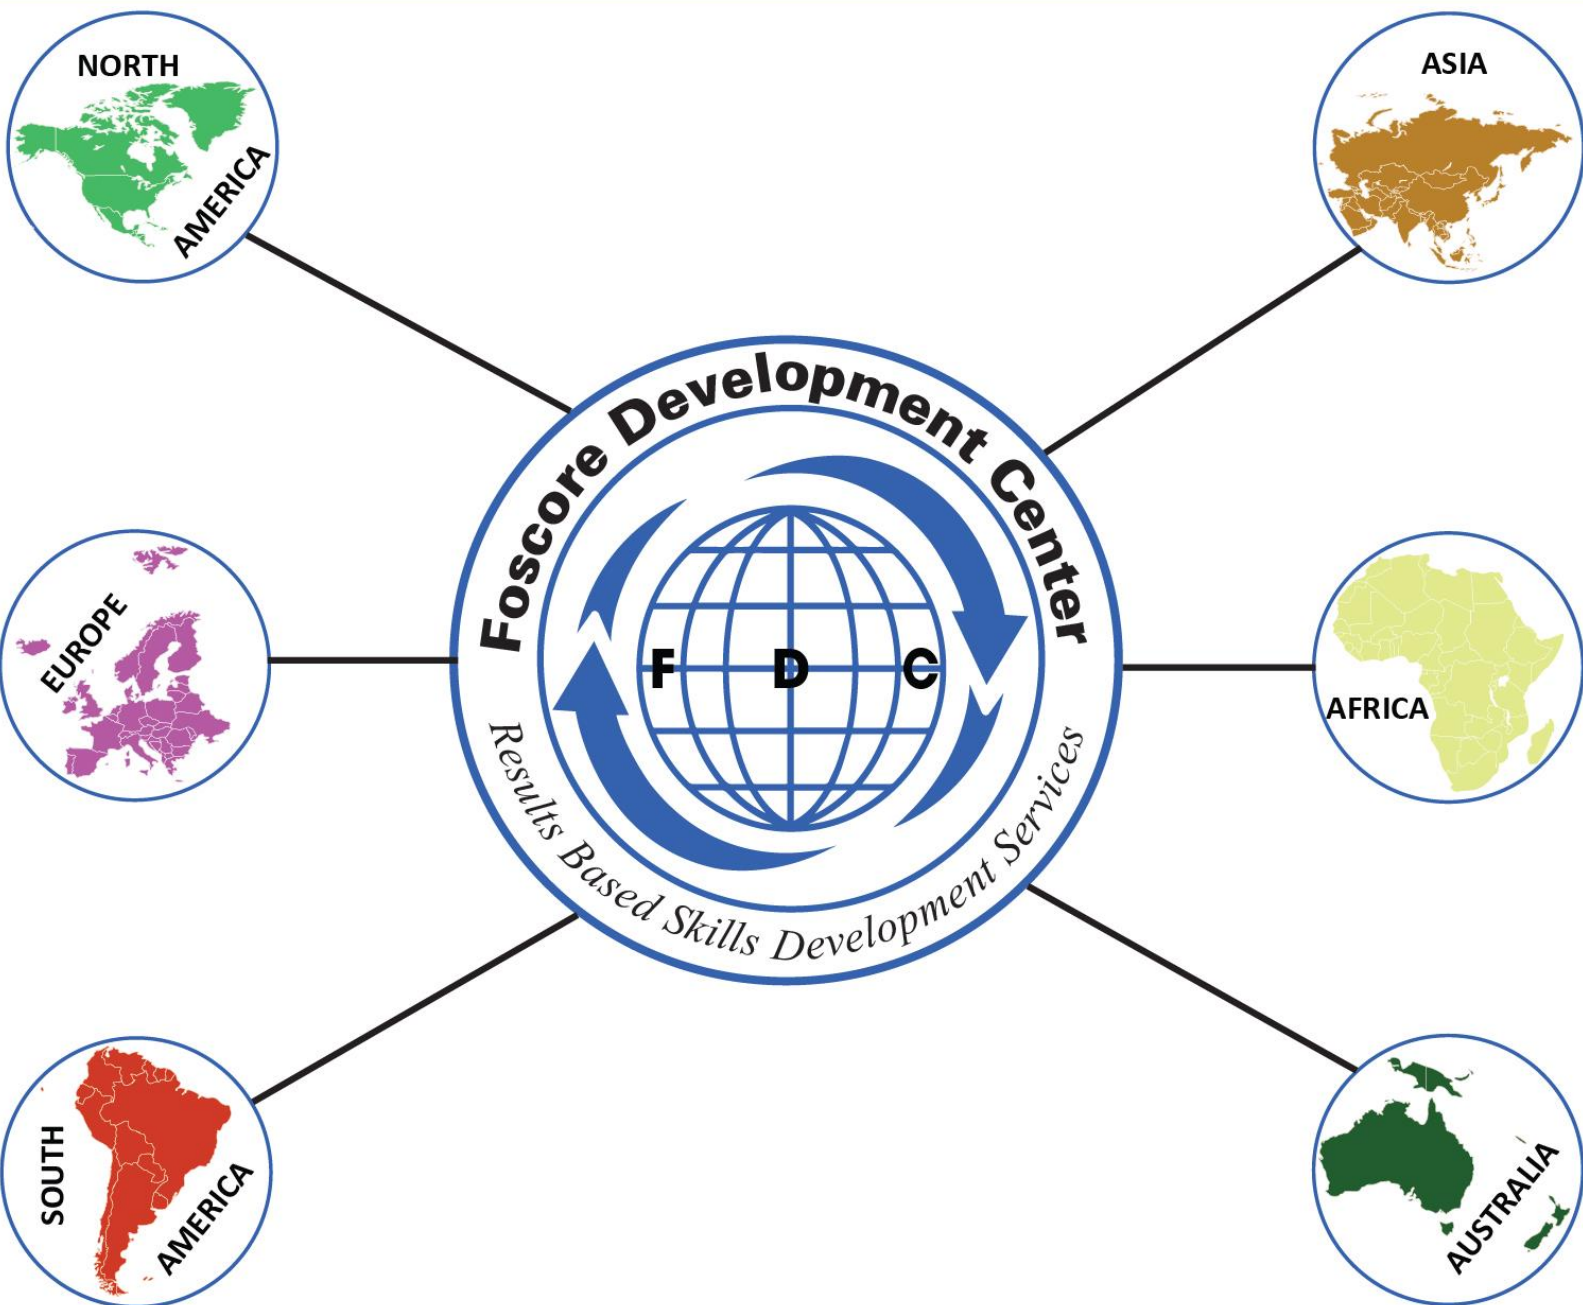 NORTH
AMERICA
ASIA
Foscore Development Center
EUROPE
F D C
AFRICA
Results Based Skills Development Services
SOUTH
AMERICA
AUSTRALIA